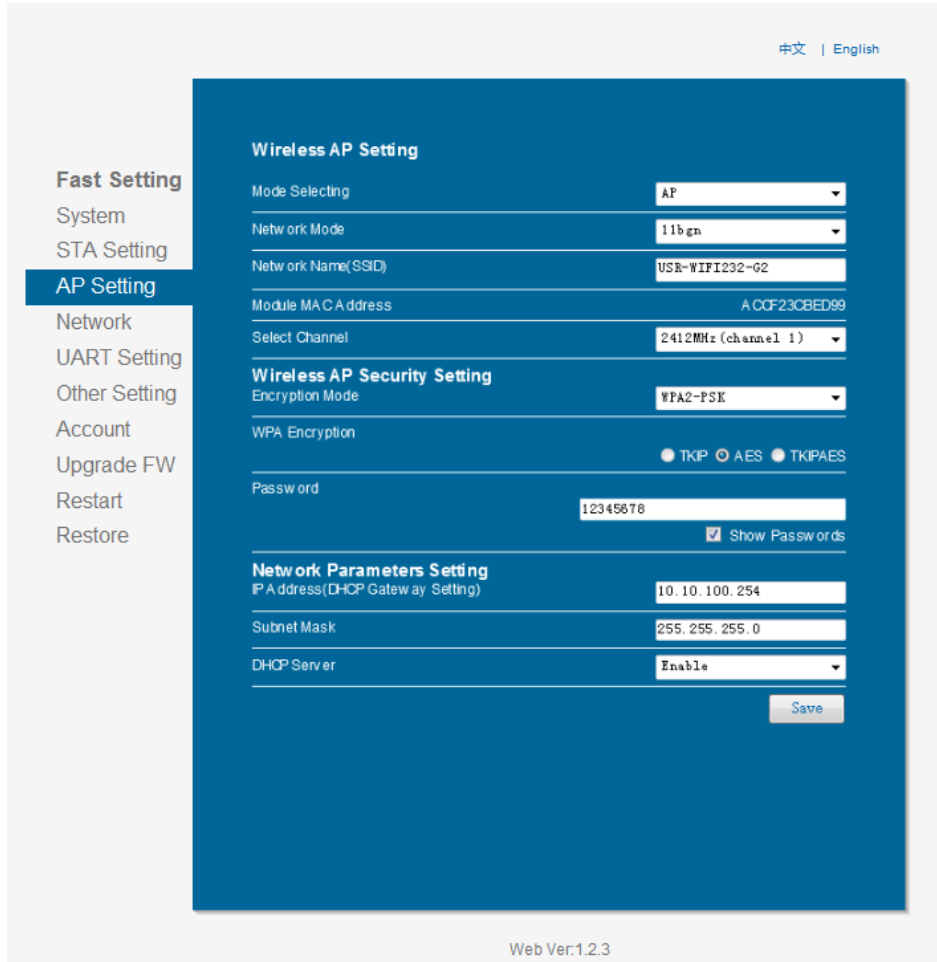 中文 | English
Fast Setting
System
STA Setting
AP Setting
Network
UART Setting
Other Setting
Account
Upgrade FW
Restart
Restore
Wireless AP Setting
Mode Selecting AP
Network Mode 11bgn
Network Name(SSID) USR-WIFI232-G2
Module MAC Address ACCF23CBED99
Select Channel 2412MHz(channel 1)
Wireless AP Security Setting
Encryption Mode WPA2-PSK
WPA Encryption
TKIP AES TKIPAES
Password
12345678
Show Passwords
Network Parameters Setting
IP Address(DHCP Gateway Setting) 10.10.100.254
Subnet Mask 255.255.255.0
DHCP Server Enable
Save
Web Ver:1.2.3